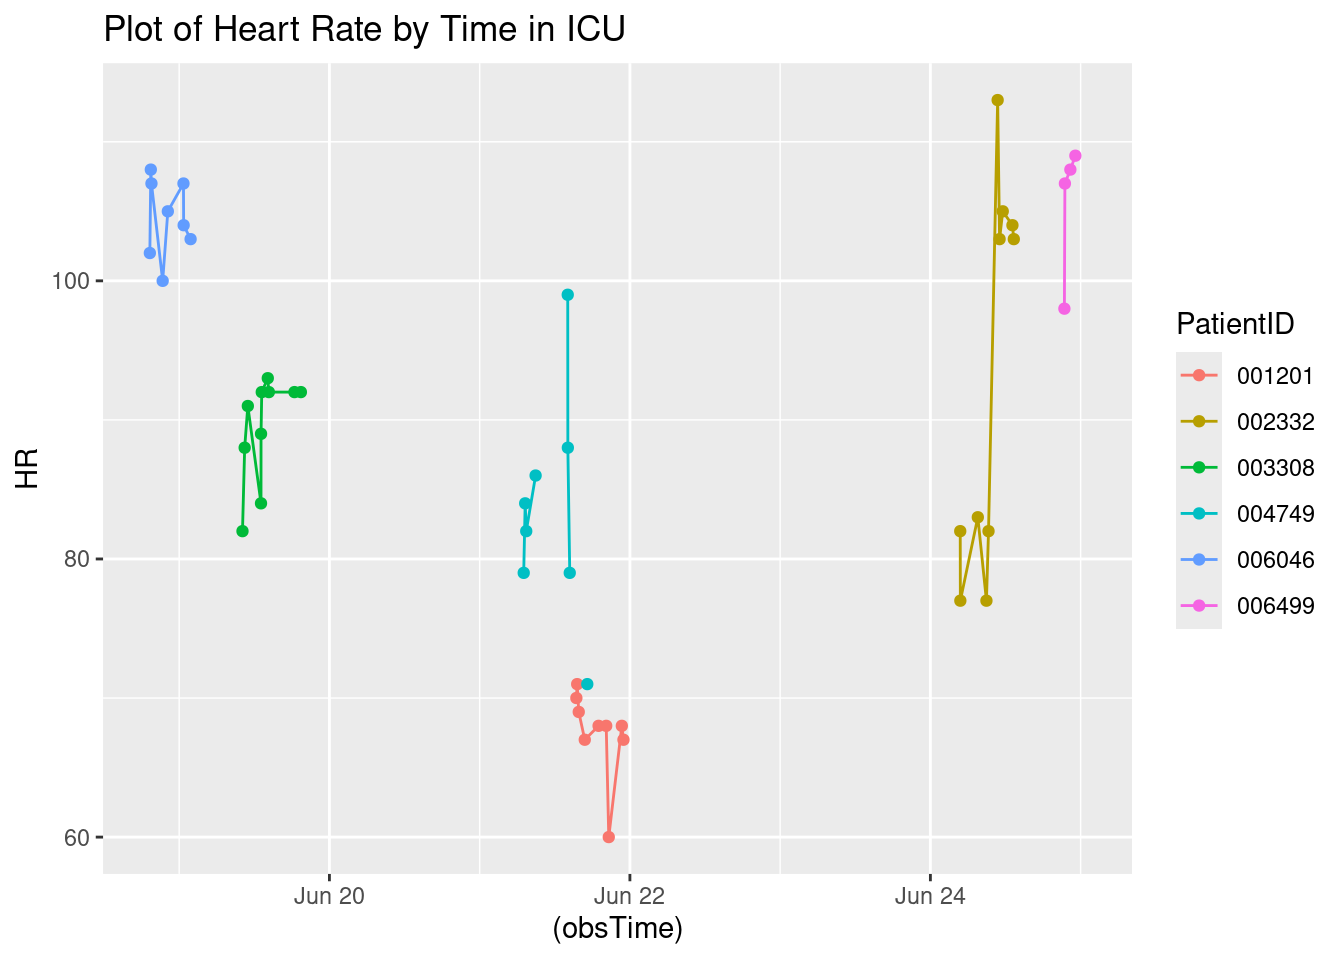 Plot of Heart Rate by Time in ICU
HR
100
80
60
Jun 20
Jun 22
Jun 24
(obsTime)
PatientID
001201
002332
003308
004749
006046
006499